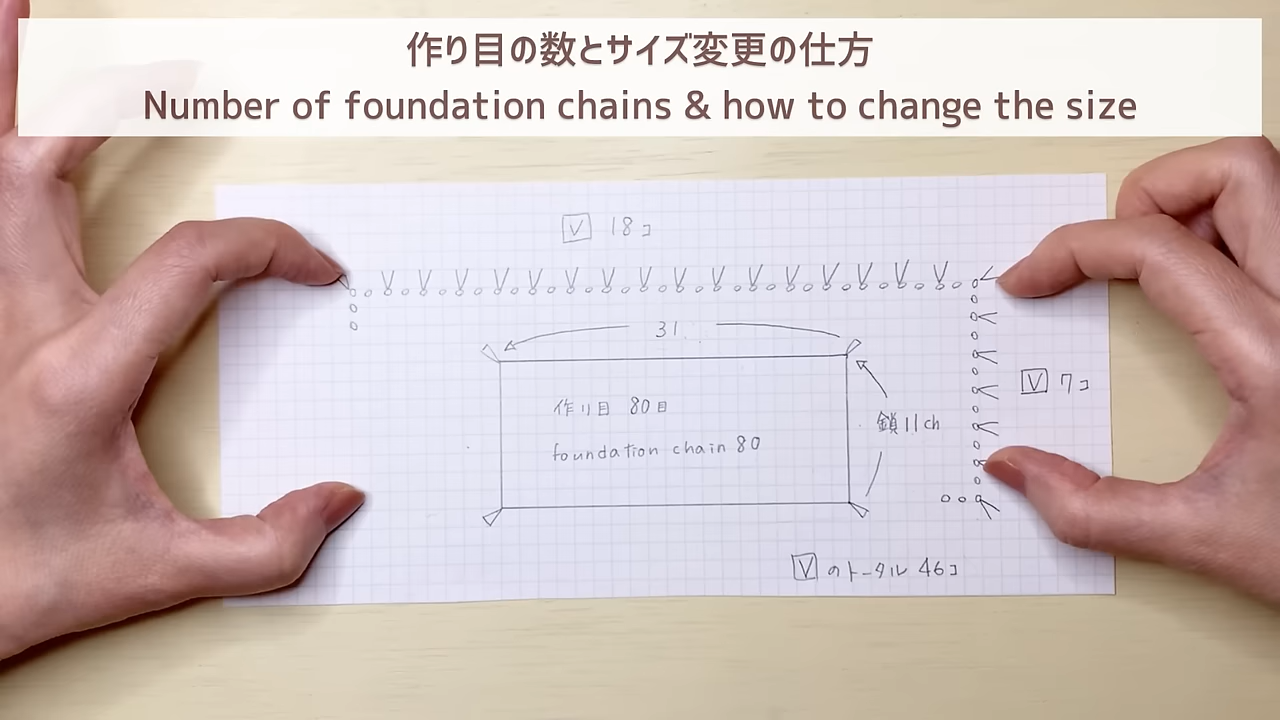 作り目の数とサイズ変更の仕方
Number of foundation chains & how to change the size
V 18コ
31
作り目 80目
foundation chain 80
鎖11ch
V 7コ
Vのトータル 46コ